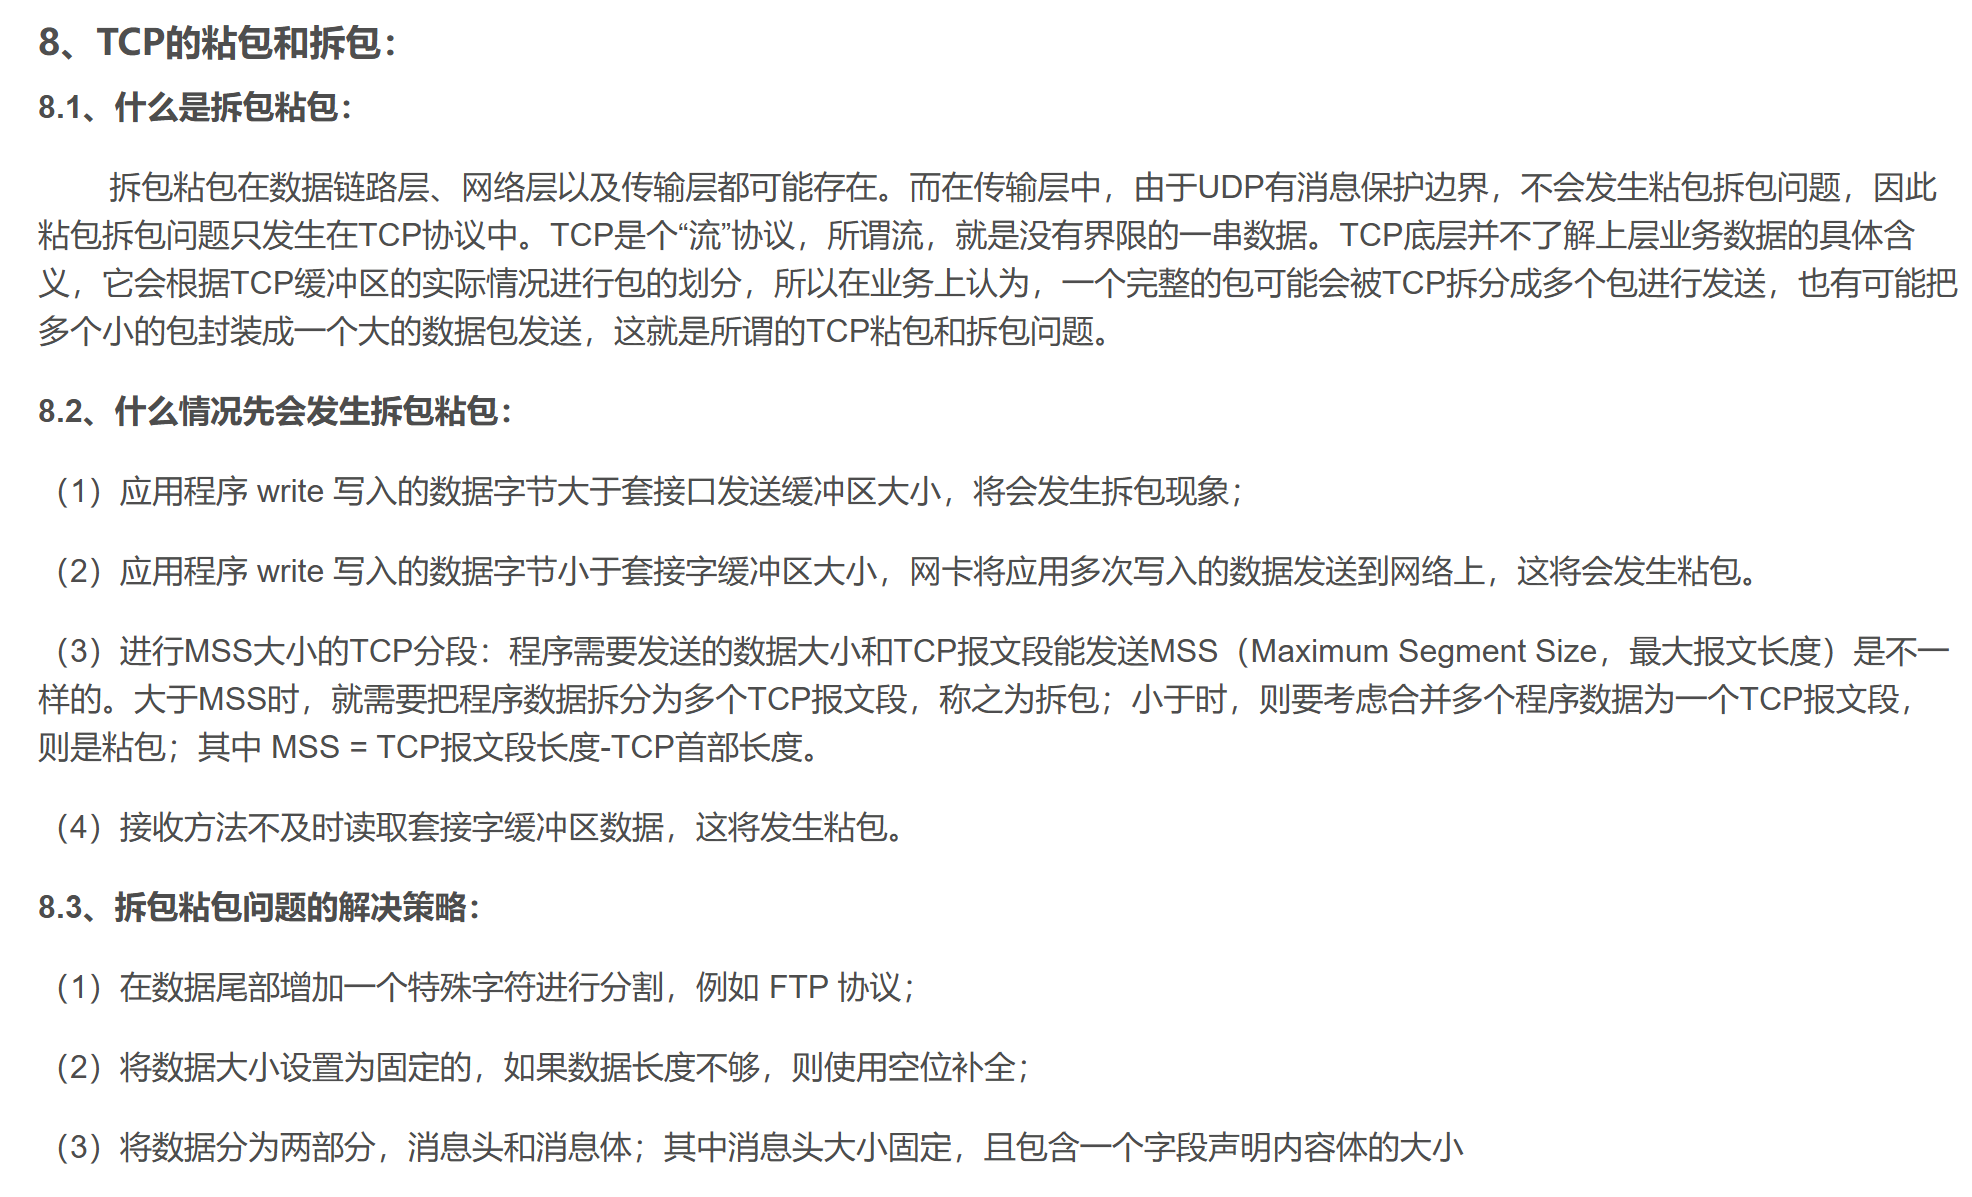 8、TCP的粘包和拆包：
8.1、什么是拆包粘包：
拆包粘包在数据链路层、网络层以及传输层都可能存在。而在传输层中，由于UDP有消息保护边界，不会发生粘包拆包问题，因此
粘包拆包问题只发生在TCP协议中。TCP是个“流”协议，所谓流，就是没有界限的一串数据。TCP底层并不了解上层业务数据的具体含
义，它会根据TCP缓冲区的实际情况进行包的划分，所以在业务上认为，一个完整的包可能会被TCP拆分成多个包进行发送，也有可能把
多个小的包封装成一个大的数据包发送，这就是所谓的TCP粘包和拆包问题。
8.2、什么情况先会发生拆包粘包：
（1）应用程序 write 写入的数据字节大于套接口发送缓冲区大小，将会发生拆包现象；
（2）应用程序 write 写入的数据字节小于套接字缓冲区大小，网卡将应用多次写入的数据发送到网络上，这将会发生粘包。
（3）进行MSS大小的TCP分段：程序需要发送的数据大小和TCP报文段能发送MSS（Maximum Segment Size，最大报文长度）是不一
样的。大于MSS时，就需要把程序数据拆分为多个TCP报文段，称之为拆包；小于时，则要考虑合并多个程序数据为一个TCP报文段，
则是粘包；其中 MSS = TCP报文段长度-TCP首部长度。
（4）接收方法不及时读取套接字缓冲区数据，这将发生粘包。
8.3、拆包粘包问题的解决策略：
（1）在数据尾部增加一个特殊字符进行分割，例如 FTP 协议；
（2）将数据大小设置为固定的，如果数据长度不够，则使用空位补全；
（3）将数据分为两部分，消息头和消息体；其中消息头大小固定，且包含一个字段声明内容体的大小